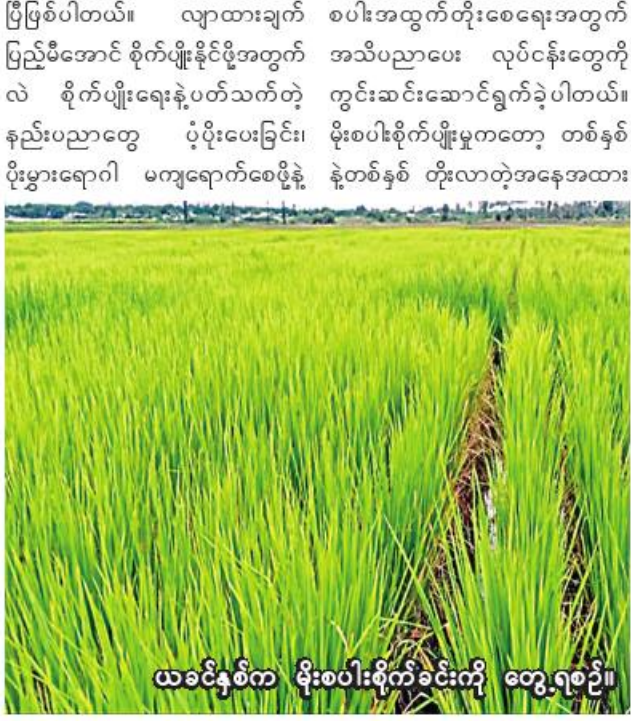 ပြီဖြစ်ပါတယ်။ လျာထားချက်
ပြည့်မီအောင် စိုက်ပျိုးနိုင်ဖို့အတွက်
လဲ စိုက်ပျိုးရေးနဲ့ပတ်သက်တဲ့
နည်းပညာတွေ ပံ့ပိုးပေးခြင်း၊
ပိုးမွှားရောဂါ မကျရောက်စေဖို့နဲ့
စပါးအထွက်တိုးစေရေးအတွက်
အသိပညာပေး လုပ်ငန်းတွေကို
ကွင်းဆင်းဆောင်ရွက်ခဲ့ပါတယ်။
မိုးစပါးစိုက်ပျိုးမှုကတော့ တစ်နှစ်
နဲ့တစ်နှစ် တိုးလာတဲ့အနေအထား
ယခင်နှစ်က မိုးစပါးစိုက်ခင်းကို တွေ့ရစဉ်။